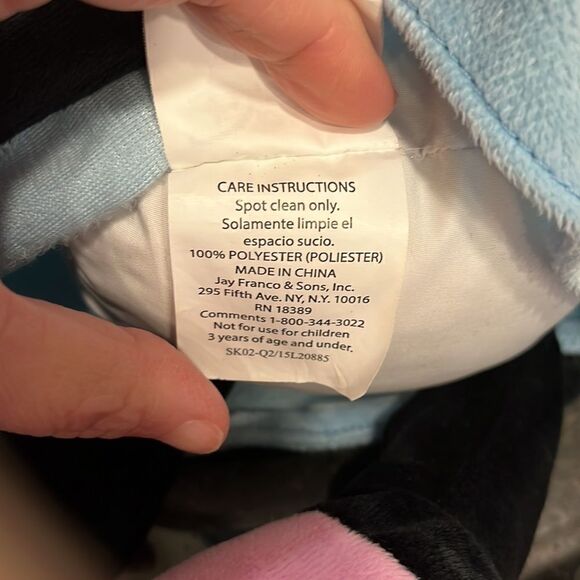 CARE INSTRUCTIONS
Spot clean only.
Solamente limpie el
espacio sucio.
100% POLYESTER (POLIESTER)
MADE IN CHINA
Jay Franco & Sons, Inc.
295 Fifth Ave. NY, N.Y. 10016
RN 18389
Comments 1-800-344-3022
Not for use for children
3 years of age and under.
SK02-Q2/15L20885